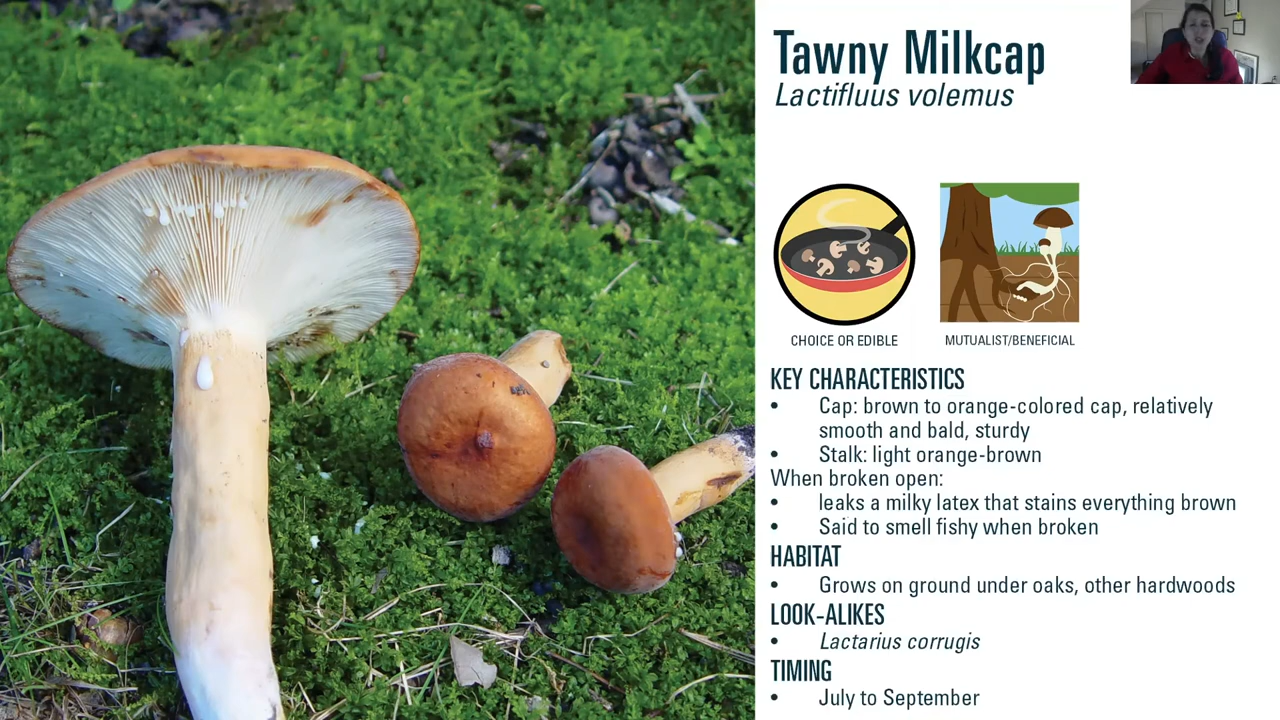 Tawny Milkcap
Lactifluus volemus
CHOICE OR EDIBLE
MUTUALIST/BENEFICIAL
KEY CHARACTERISTICS
• Cap: brown to orange-colored cap, relatively
smooth and bald, sturdy
• Stalk: light orange-brown
When broken open:
• leaks a milky latex that stains everything brown
• Said to smell fishy when broken
HABITAT
• Grows on ground under oaks, other hardwoods
LOOK-ALIKES
• Lactarius corrugis
TIMING
• July to September